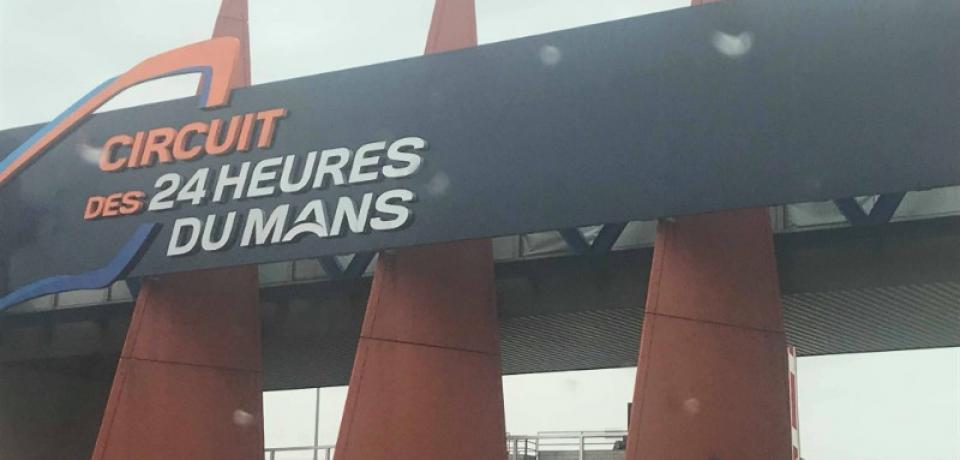 CIRCUIT
DES 24 HEURES
DU MANS